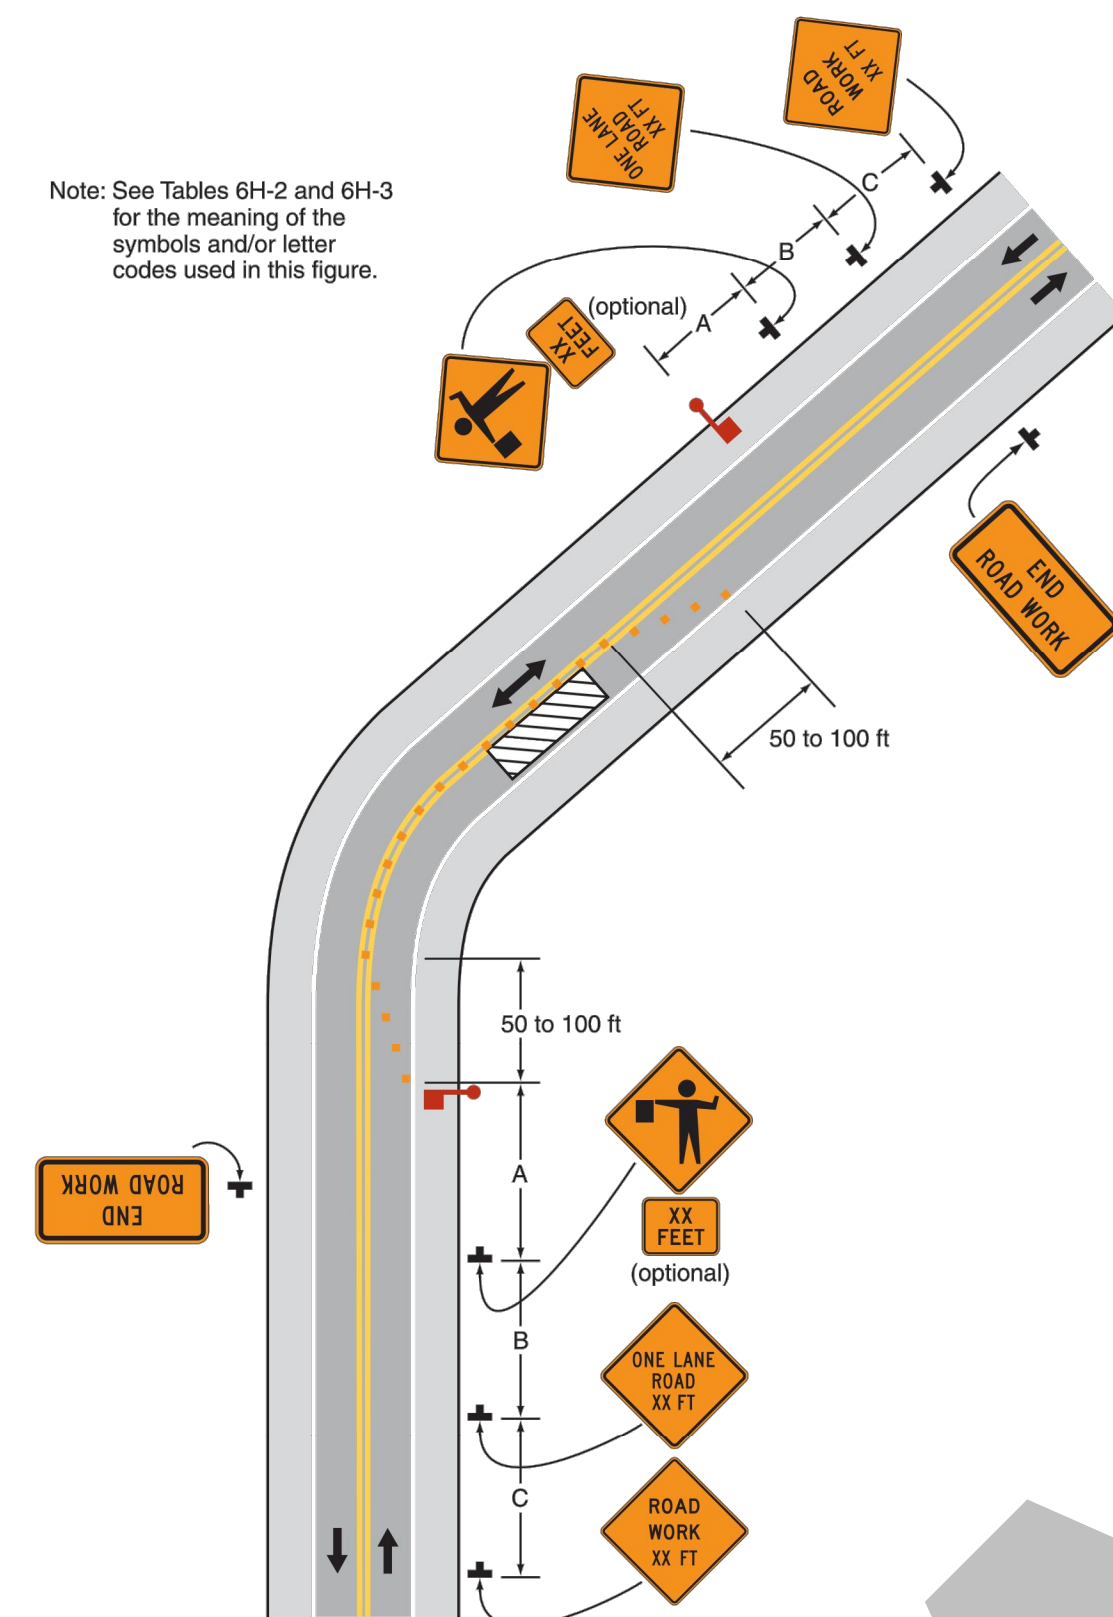 ROAD
WORK
XX FT
ONE LANE
ROAD
XX FT
C
Note: See Tables 6H-2 and 6H-3
for the meaning of the
symbols and/or letter
codes used in this figure.
B
(optional)
XX
FEET
A
END
ROAD WORK
50 to 100 ft
50 to 100 ft
A
END
ROAD WORK
XX
FEET
(optional)
B
ONE LANE
ROAD
XX FT
C
ROAD
WORK
XX FT